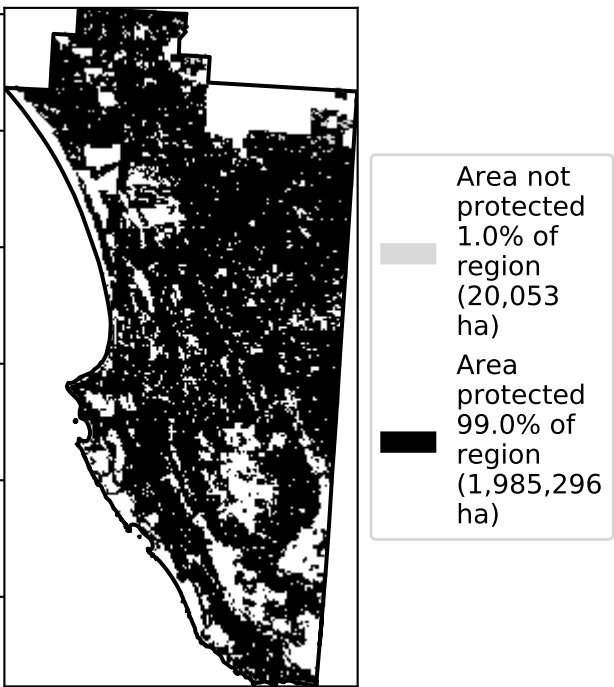 Area not
protected
1.0% of
region
(20,053
ha)
Area
protected
99.0% of
region
(1,985,296
ha)